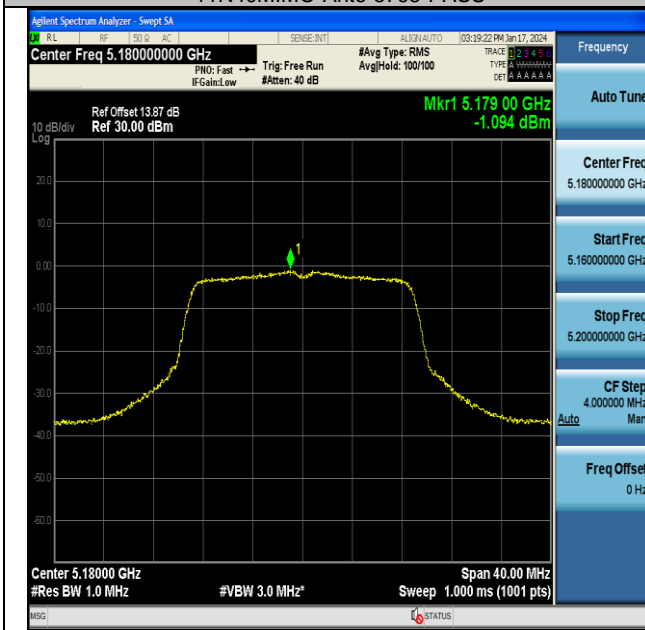 Agilent Spectrum Analyzer - Swept SA
RL RF 50 Ω AC SENSE:INT ALIGN AUTO 03:19:22 PM Jan 17, 2024
Center Freq 5.180000000 GHz
PNO: Fast
IFGain:Low
Trig: Free Run
#Atten: 40 dB
#Avg Type: RMS
Avg|Hold: 100/100
TRACE 1 2 3 4 5 6
TYPE A
DET A A A A A A
Frequency
Auto Tune
Center Freq
5.180000000 GHz
Start Freq
5.160000000 GHz
Stop Freq
5.200000000 GHz
CF Step
4.000000 MHz
Auto Man
Freq Offset
0 Hz
Mkr1 5.179 00 GHz
-1.094 dBm
Ref Offset 13.87 dB
10 dB/div Ref 30.00 dBm
Log
20.0
10.0
0.00
-10.0
-20.0
-30.0
-40.0
-50.0
-60.0
1
Center 5.18000 GHz Span 40.00 MHz
#Res BW 1.0 MHz #VBW 3.0 MHz* Sweep 1.000 ms (1001 pts)
MSG STATUS